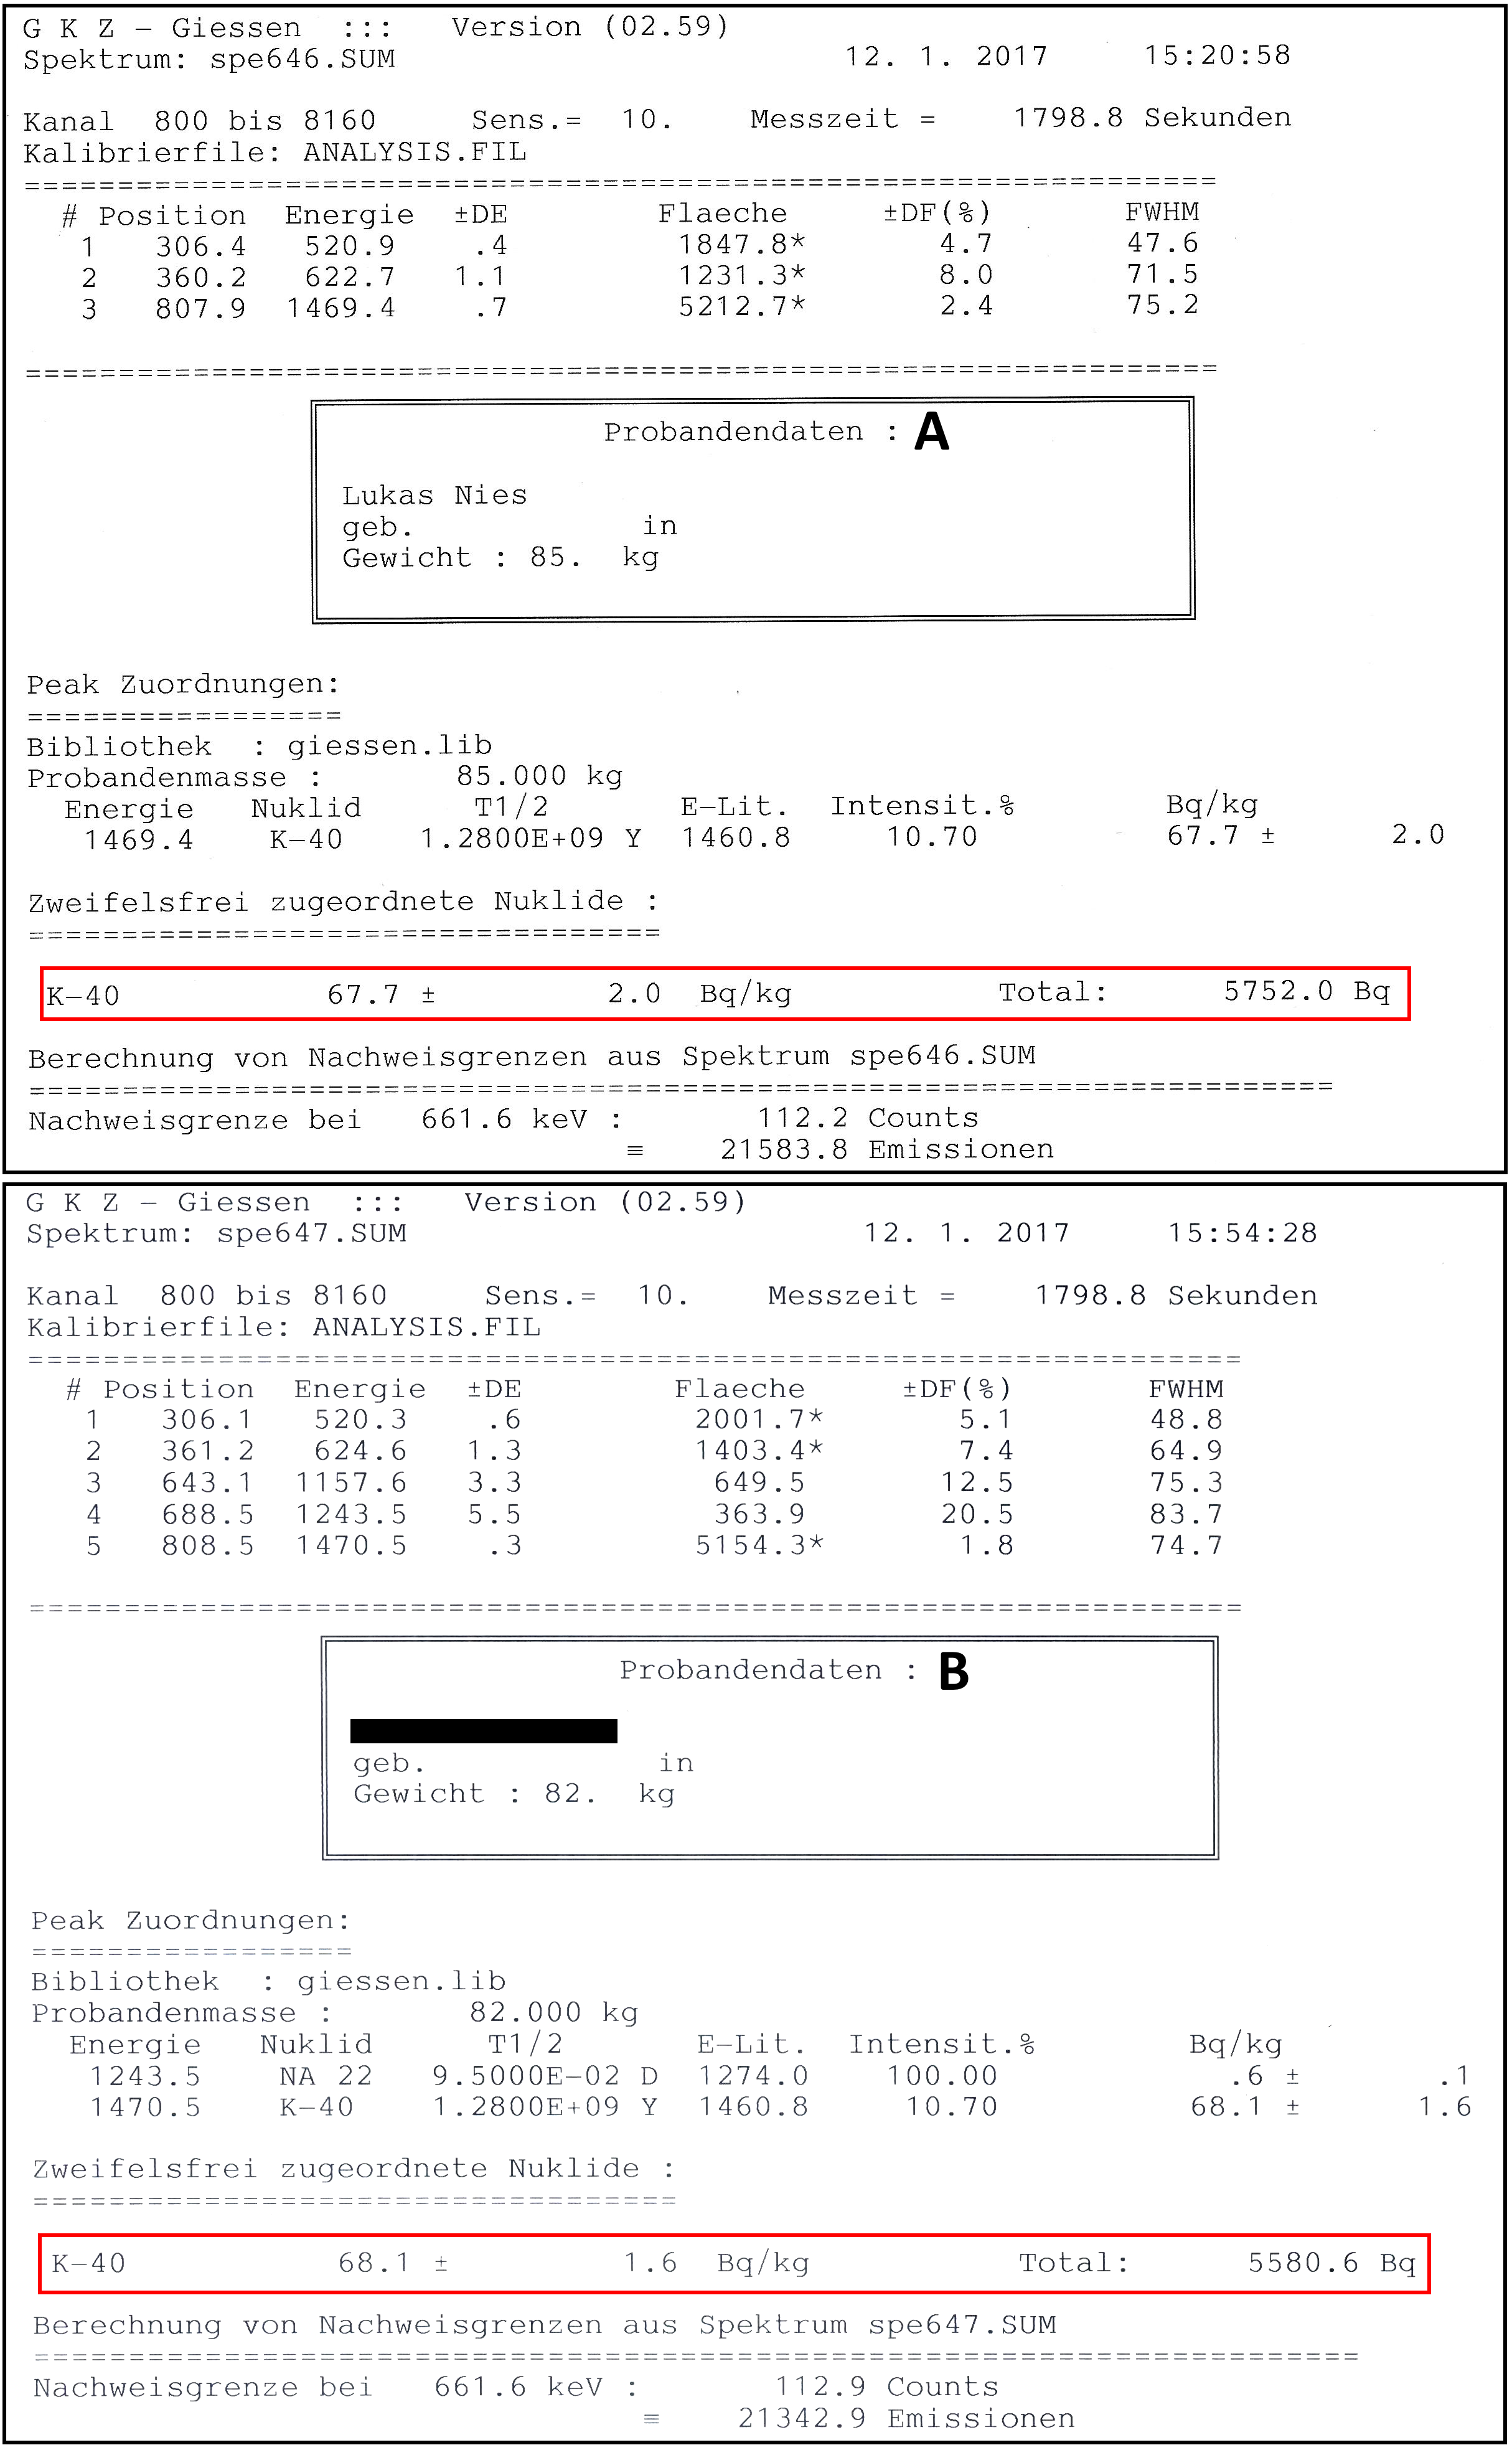 G K Z – Giessen ::: Version (02.59)
Spektrum: spe646.SUM 12. 1. 2017 15:20:58
Kanal 800 bis 8160 Sens.= 10. Messzeit = 1798.8 Sekunden
Kalibrierfile: ANALYSIS.FIL
================================================================
# Position Energie ±DE Flaeche ±DF(%) FWHM
1 306.4 520.9 .4 1847.8* 4.7 47.6
2 360.2 622.7 1.1 1231.3* 8.0 71.5
3 807.9 1469.4 .7 5212.7* 2.4 75.2
================================================================
Probandendaten : A
Lukas Nies
geb. in
Gewicht : 85. kg
Peak Zuordnungen:
=================
Bibliothek : giessen.lib
Probandenmasse : 85.000 kg
Energie Nuklid T1/2 E-Lit. Intensit.% Bq/kg
1469.4 K-40 1.2800E+09 Y 1460.8 10.70 67.7 ± 2.0
Zweifelsfrei zugeordnete Nuklide :
==================================
K-40 67.7 ± 2.0 Bq/kg Total: 5752.0 Bq
Berechnung von Nachweisgrenzen aus Spektrum spe646.SUM
======================================================================
Nachweisgrenze bei 661.6 keV : 112.2 Counts
≡ 21583.8 Emissionen
G K Z – Giessen ::: Version (02.59)
Spektrum: spe647.SUM 12. 1. 2017 15:54:28
Kanal 800 bis 8160 Sens.= 10. Messzeit = 1798.8 Sekunden
Kalibrierfile: ANALYSIS.FIL
================================================================
# Position Energie ±DE Flaeche ±DF(%) FWHM
1 306.1 520.3 .6 2001.7* 5.1 48.8
2 361.2 624.6 1.3 1403.4* 7.4 64.9
3 643.1 1157.6 3.3 649.5 12.5 75.3
4 688.5 1243.5 5.5 363.9 20.5 83.7
5 808.5 1470.5 .3 5154.3* 1.8 74.7
================================================================
Probandendaten : B
geb. in
Gewicht : 82. kg
Peak Zuordnungen:
=================
Bibliothek : giessen.lib
Probandenmasse : 82.000 kg
Energie Nuklid T1/2 E-Lit. Intensit.% Bq/kg
1243.5 NA 22 9.5000E-02 D 1274.0 100.00 .6 ± .1
1470.5 K-40 1.2800E+09 Y 1460.8 10.70 68.1 ± 1.6
Zweifelsfrei zugeordnete Nuklide :
==================================
K-40 68.1 ± 1.6 Bq/kg Total: 5580.6 Bq
Berechnung von Nachweisgrenzen aus Spektrum spe647.SUM
======================================================================
Nachweisgrenze bei 661.6 keV : 112.9 Counts
≡ 21342.9 Emissionen